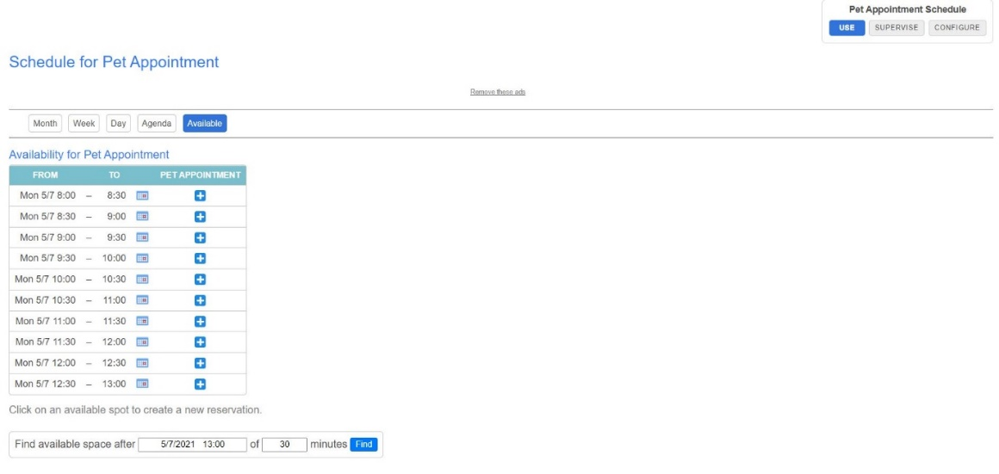 Pet Appointment Schedule
USE SUPERVISE CONFIGURE
Schedule for Pet Appointment
Remove these ads
Month Week Day Agenda Available
Availability for Pet Appointment
FROM TO PET APPOINTMENT
Mon 5/7 8:00 – 8:30
Mon 5/7 8:30 – 9:00
Mon 5/7 9:00 – 9:30
Mon 5/7 9:30 – 10:00
Mon 5/7 10:00 – 10:30
Mon 5/7 10:30 – 11:00
Mon 5/7 11:00 – 11:30
Mon 5/7 11:30 – 12:00
Mon 5/7 12:00 – 12:30
Mon 5/7 12:30 – 13:00
Click on an available spot to create a new reservation.
Find available space after 5/7/2021 13:00 of 30 minutes Find